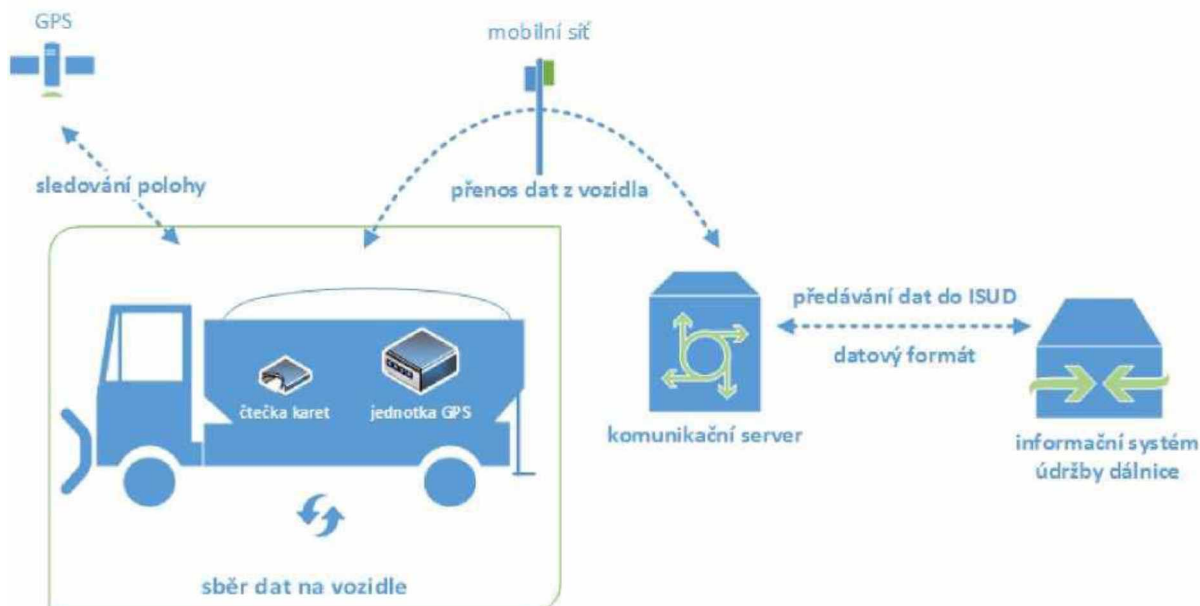 GPS
mobilní síť
sledování polohy
přenos dat z vozidla
předávání dat do ISUD
datový formát
čtečka karet
jednotka GPS
komunikační server
informační systém
údržby dálnice
sběr dat na vozidle